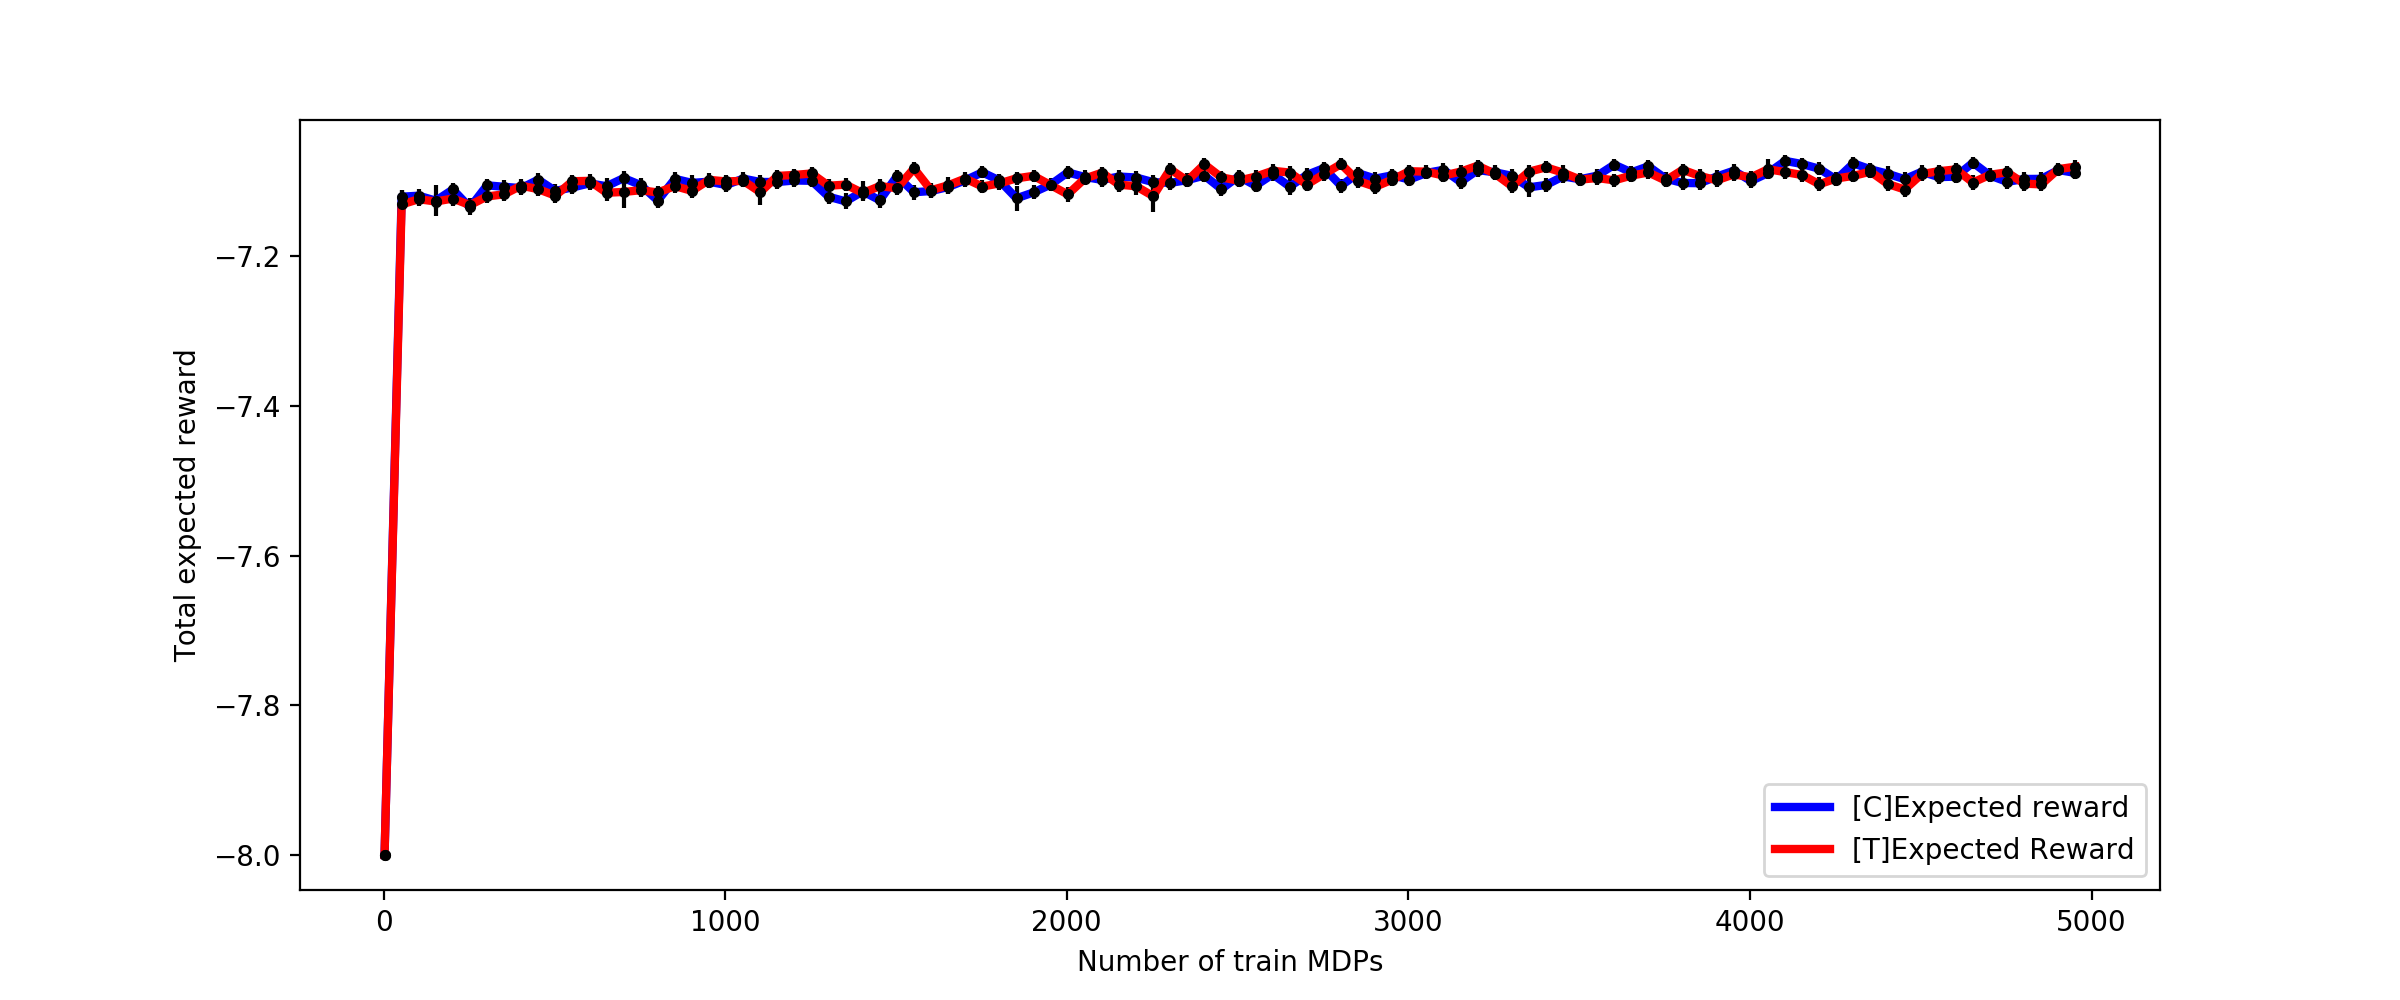 −7.2
−7.4
−7.6
−7.8
−8.0
Total expected reward
0 1000 2000 3000 4000 5000
Number of train MDPs
[C]Expected reward
[T]Expected Reward